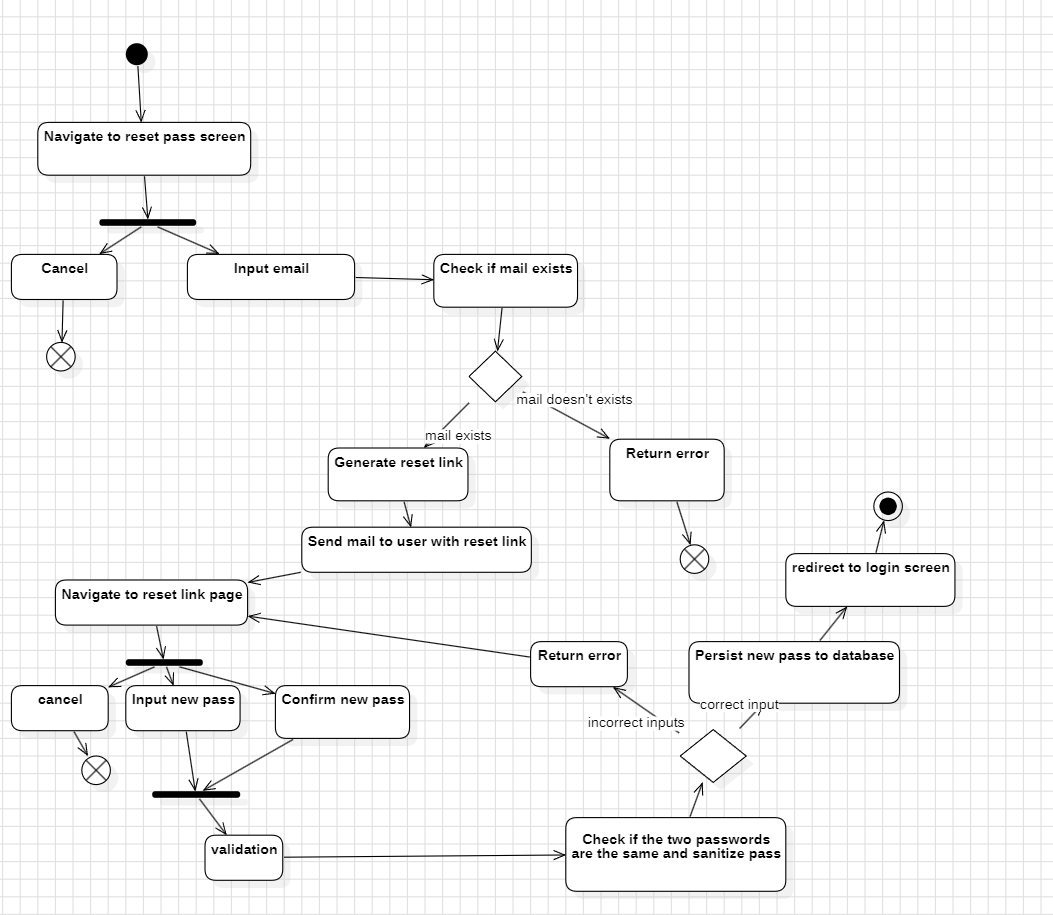 Navigate to reset pass screen
Cancel
Input email
Check if mail exists
mail doesn't exists
mail exists
Generate reset link
Return error
Send mail to user with reset link
redirect to login screen
Navigate to reset link page
Return error
Persist new pass to database
cancel
Input new pass
Confirm new pass
correct input
incorrect inputs
validation
Check if the two passwords
are the same and sanitize pass